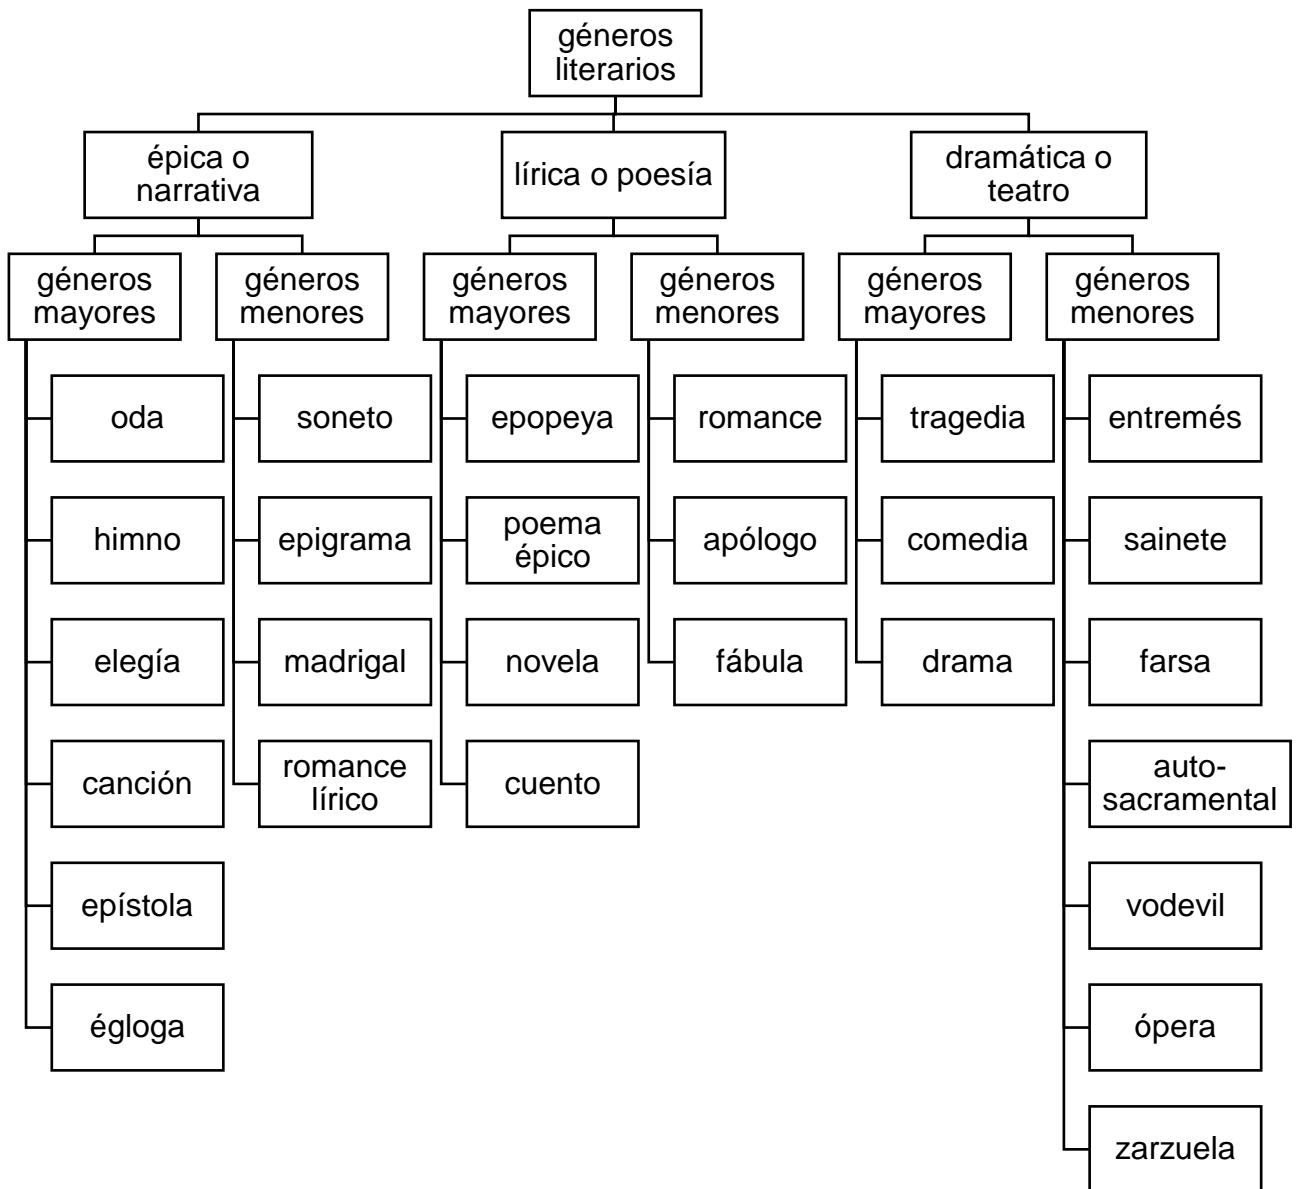 géneros
literarios
épica o
narrativa
lírica o poesía
dramática o
teatro
géneros
mayores
géneros
menores
géneros
mayores
géneros
menores
géneros
mayores
géneros
menores
oda
soneto
epopeya
romance
tragedia
entremés
himno
epigrama
poema
épico
apólogo
comedia
sainete
elegía
madrigal
novela
fábula
drama
farsa
canción
romance
lírico
cuento
auto-
sacramental
epístola
vodevil
égloga
ópera
zarzuela